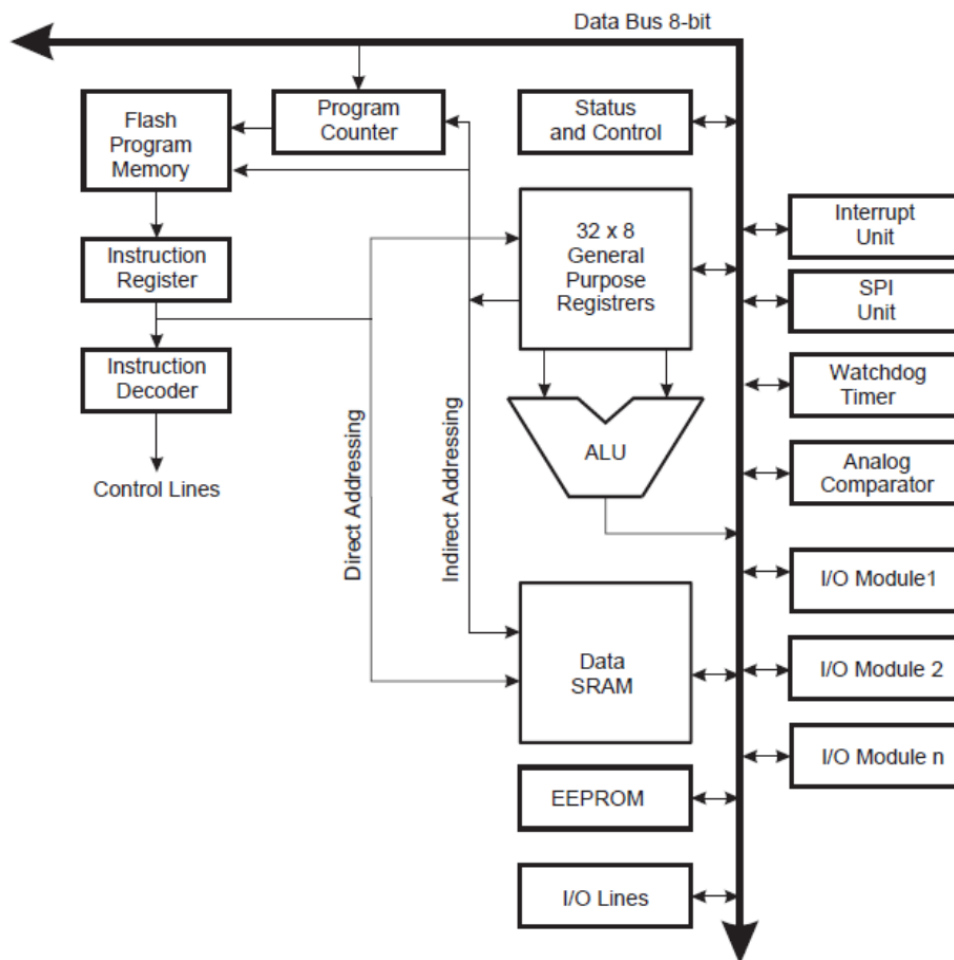 Data Bus 8-bit
Flash
Program
Memory
Program
Counter
Status
and Control
Interrupt
Unit
32 x 8
General
Purpose
Registrers
Instruction
Register
SPI
Unit
Instruction
Decoder
Watchdog
Timer
Direct Addressing
Indirect Addressing
ALU
Analog
Comparator
Control Lines
I/O Module1
Data
SRAM
I/O Module 2
I/O Module n
EEPROM
I/O Lines